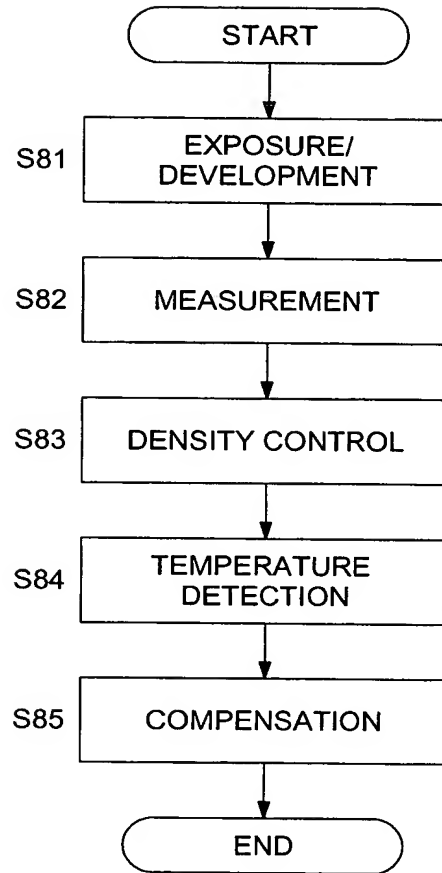 START
S81
EXPOSURE/
DEVELOPMENT
S82
MEASUREMENT
S83
DENSITY CONTROL
S84
TEMPERATURE
DETECTION
S85
COMPENSATION
END